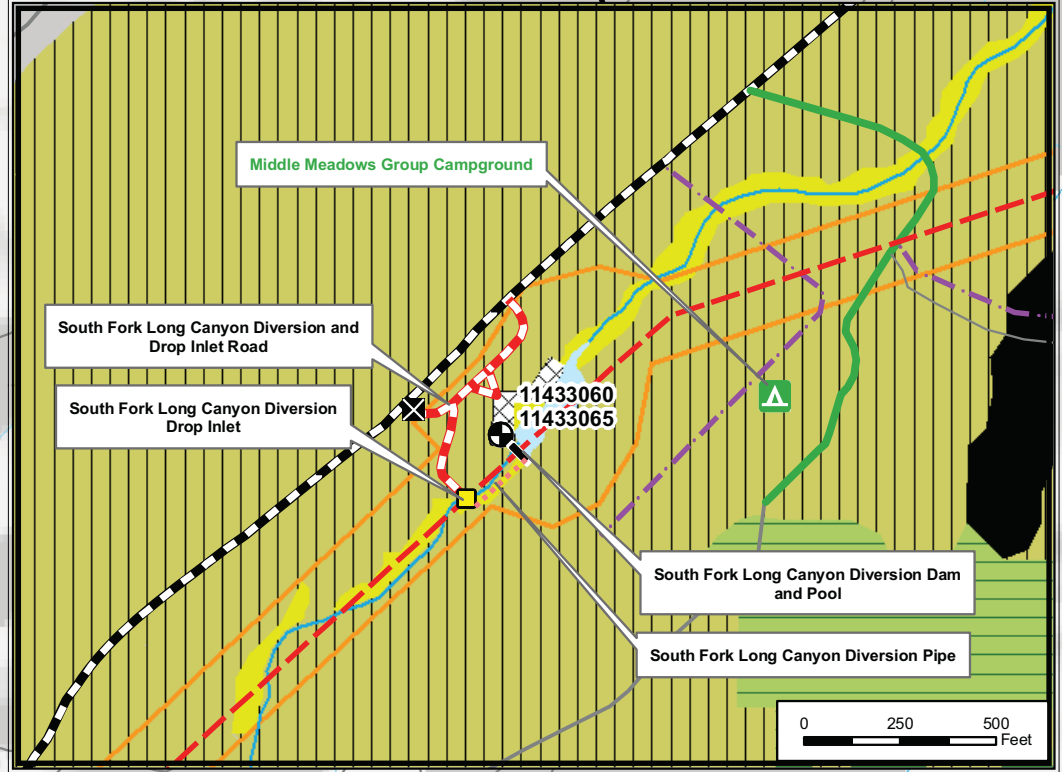 Middle Meadows Group Campground
South Fork Long Canyon Diversion and
Drop Inlet Road
South Fork Long Canyon Diversion
Drop Inlet
11433060
11433065
South Fork Long Canyon Diversion Dam
and Pool
South Fork Long Canyon Diversion Pipe
0 250 500
Feet